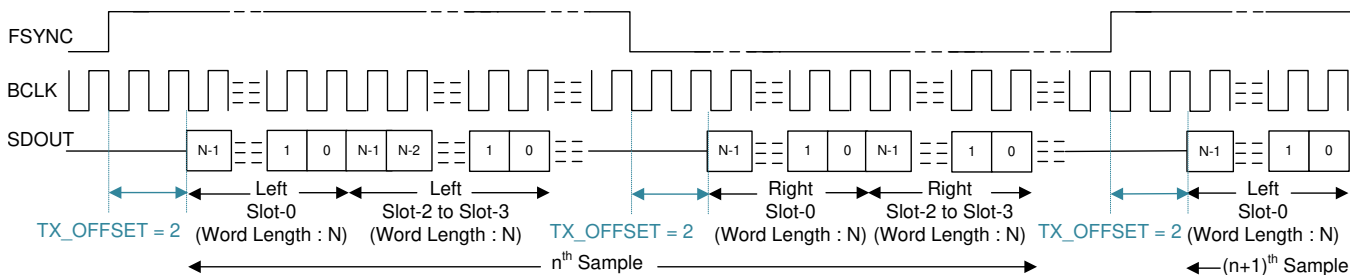 FSYNC
BCLK
SDOUT
N-1 1 0 N-1 N-2 1 0 N-1 1 0 N-1 1 0 N-1 1 0
Left Left Right Right Left
Slot-0 Slot-2 to Slot-3 Slot-0 Slot-2 to Slot-3 Slot-0
TX_OFFSET = 2 (Word Length : N) (Word Length : N) TX_OFFSET = 2 (Word Length : N) (Word Length : N) TX_OFFSET = 2 (Word Length : N)
nth Sample (n+1)th Sample